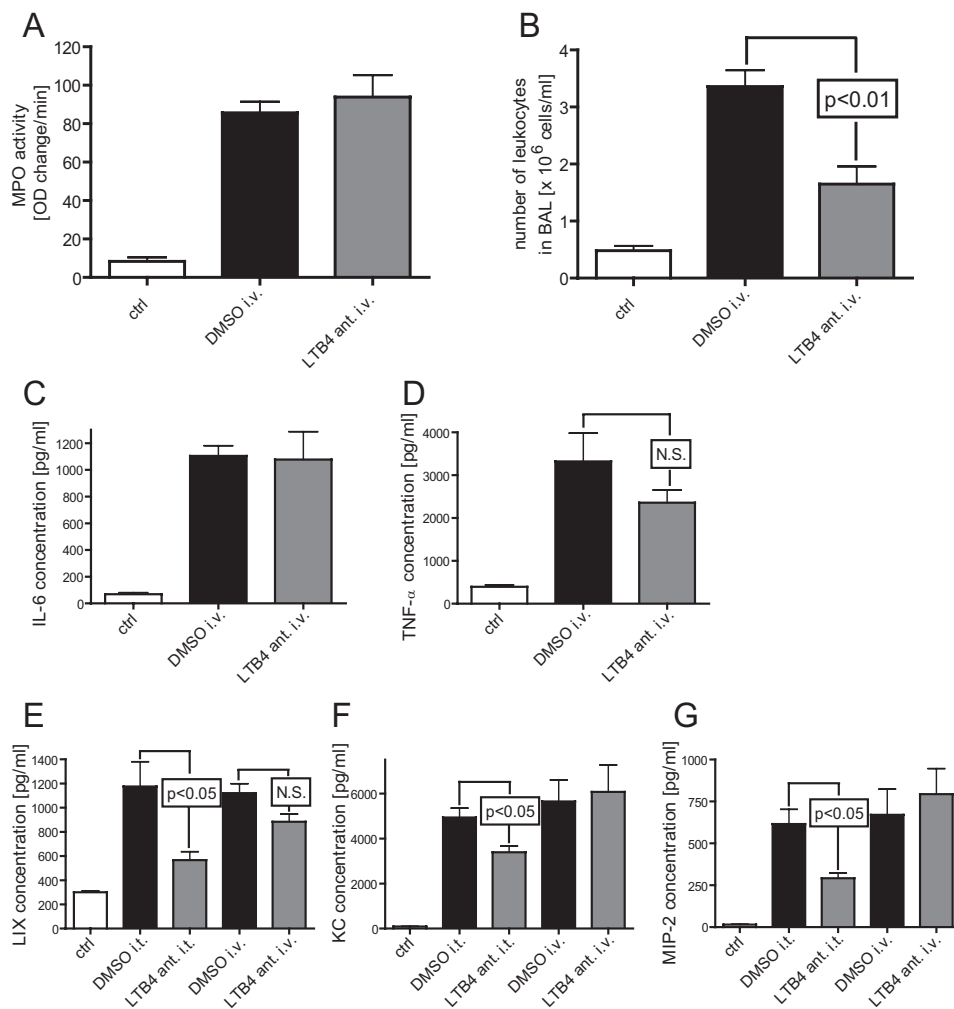 A
MPO activity
[OD change/min]
120
100
80
60
40
20
0
ctrl
DMSO i.v.
LTB4 ant. i.v.
B
number of leukocytes
in BAL [x 10⁶ cells/ml]
4
3
2
1
0
p<0.01
ctrl
DMSO i.v.
LTB4 ant. i.v.
C
IL-6 concentration [pg/ml]
1200
1000
800
600
400
200
0
ctrl
DMSO i.v.
LTB4 ant. i.v.
D
TNF-α concentration [pg/ml]
4000
3000
2000
1000
0
N.S.
ctrl
DMSO i.v.
LTB4 ant. i.v.
E
LIX concentration [pg/ml]
1400
1200
1000
800
600
400
200
0
p<0.05
N.S.
ctrl
DMSO i.t.
LTB4 ant. i.t.
DMSO i.v.
LTB4 ant. i.v.
F
KC concentration [pg/ml]
6000
4000
2000
0
p<0.05
ctrl
DMSO i.t.
LTB4 ant. i.t.
DMSO i.v.
LTB4 ant. i.v.
G
MIP-2 concentration [pg/ml]
1000
750
500
250
0
p<0.05
ctrl
DMSO i.t.
LTB4 ant. i.t.
DMSO i.v.
LTB4 ant. i.v.